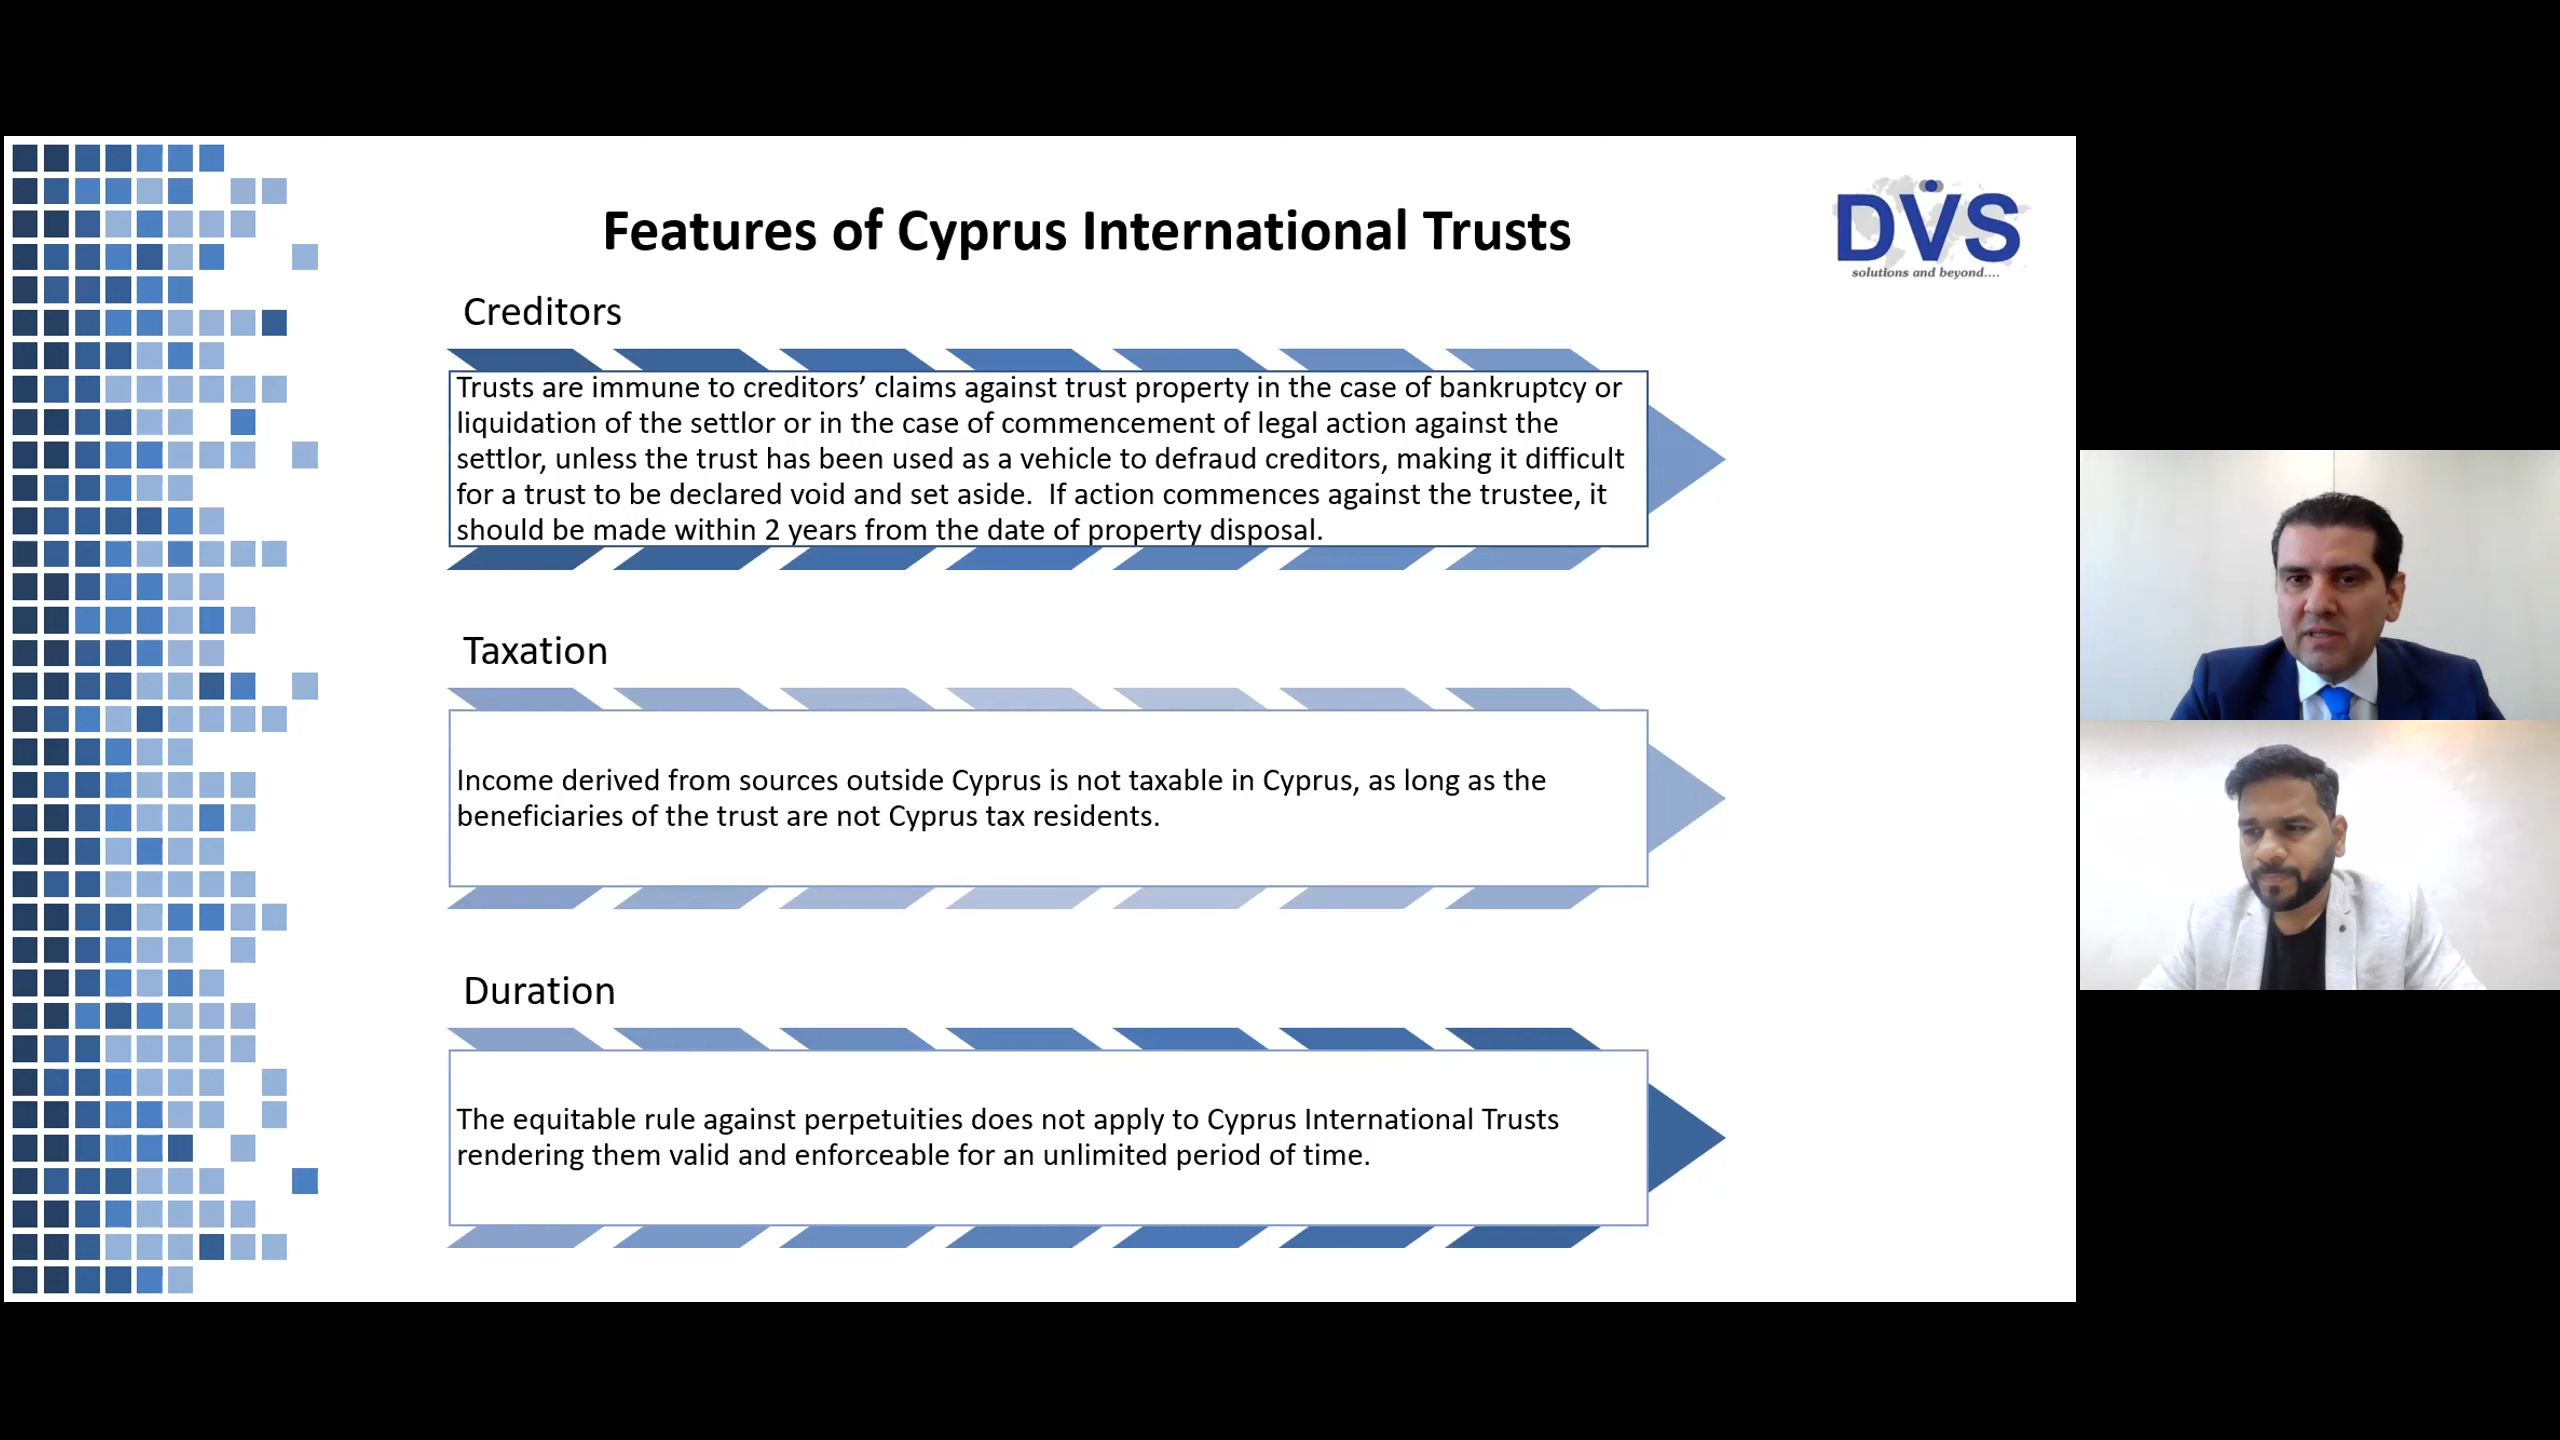 Features of Cyprus International Trusts
DVS
solutions and beyond....
Creditors
Trusts are immune to creditors’ claims against trust property in the case of bankruptcy or
liquidation of the settlor or in the case of commencement of legal action against the
settlor, unless the trust has been used as a vehicle to defraud creditors, making it difficult
for a trust to be declared void and set aside.  If action commences against the trustee, it
should be made within 2 years from the date of property disposal.
Taxation
Income derived from sources outside Cyprus is not taxable in Cyprus, as long as the
beneficiaries of the trust are not Cyprus tax residents.
Duration
The equitable rule against perpetuities does not apply to Cyprus International Trusts
rendering them valid and enforceable for an unlimited period of time.